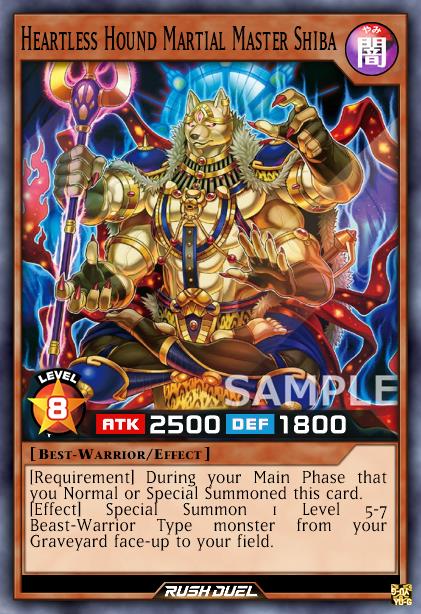 Heartless Hound Martial Master Shiba
やみ
闇
SAMPLE
LEVEL
8
ATK 2500 DEF 1800
[Best-Warrior/Effect]
[Requirement] During your Main Phase that
you Normal or Special Summoned this card.
[Effect] Special Summon 1 Level 5-7
Beast-Warrior Type monster from your
Graveyard face-up to your field.
RUSH DUEL